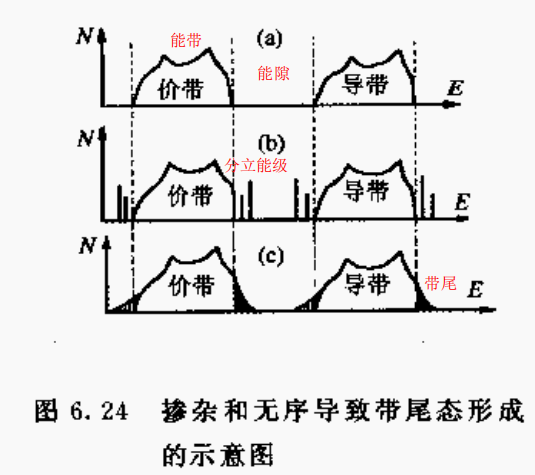 N
能带
(a)
能隙
价带
导带
E
N
(b)
分立能级
价带
导带
E
N
(c)
价带
导带
带尾
E
图 6.24 掺杂和无序导致带尾态形成
的示意图